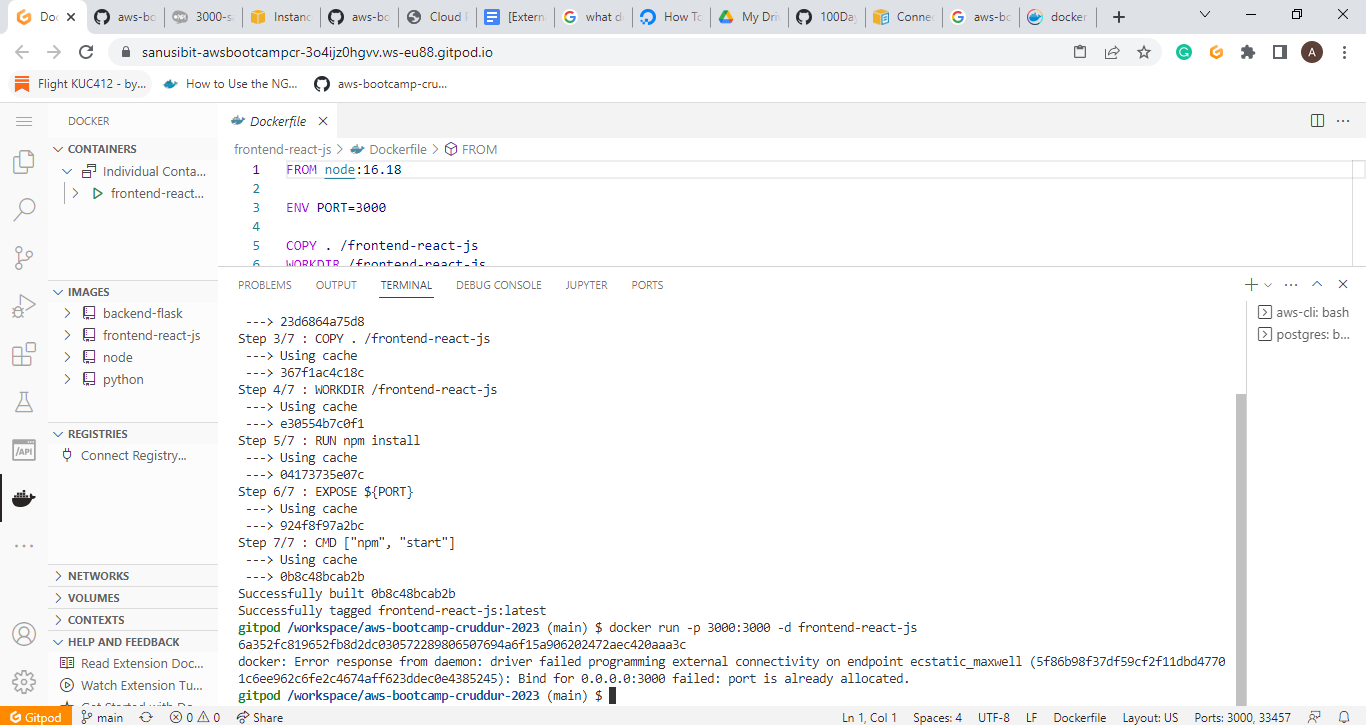 Do
aws-bo
3000-s
Instanc
aws-bo
Cloud
[Extern
what d
How To
My Driv
100Day
Connec
aws-bo
docker
sanusibit-awsbootcampcr-3o4ijz0hgvv.ws-eu88.gitpod.io
A
Flight KUC412 - by...
How to Use the NG...
aws-bootcamp-cru...
DOCKER
CONTAINERS
Individual Conta...
frontend-react...
IMAGES
backend-flask
frontend-react-js
node
python
REGISTRIES
Connect Registry...
NETWORKS
VOLUMES
CONTEXTS
HELP AND FEEDBACK
Read Extension Doc...
Watch Extension Tu...
Get Started with Do
/API
Dockerfile
frontend-react-js > Dockerfile > FROM
1 FROM node:16.18
2
3 ENV PORT=3000
4
5 COPY . /frontend-react-js
6 WORKDIR /frontend-react-js
PROBLEMS OUTPUT TERMINAL DEBUG CONSOLE JUPYTER PORTS
aws-cli: bash
postgres: b...
---> 23d6864a75d8
Step 3/7 : COPY . /frontend-react-js
---> Using cache
---> 367f1ac4c18c
Step 4/7 : WORKDIR /frontend-react-js
---> Using cache
---> e30554b7c0f1
Step 5/7 : RUN npm install
---> Using cache
---> 04173735e07c
Step 6/7 : EXPOSE ${PORT}
---> Using cache
---> 924f8f97a2bc
Step 7/7 : CMD ["npm", "start"]
---> Using cache
---> 0b8c48bcab2b
Successfully built 0b8c48bcab2b
Successfully tagged frontend-react-js:latest
gitpod /workspace/aws-bootcamp-cruddur-2023 (main) $ docker run -p 3000:3000 -d frontend-react-js
6a352fc819652fb8d2dc030572289806507694a6f15a906202472aec420aaa3c
docker: Error response from daemon: driver failed programming external connectivity on endpoint ecstatic_maxwell (5f86b98f37df59cf2f11dbd4770
1c6ee962c6fe2c4674aff623ddec0e4385245): Bind for 0.0.0.0:3000 failed: port is already allocated.
gitpod /workspace/aws-bootcamp-cruddur-2023 (main) $
Gitpod main 0 0 Share Ln 1, Col 1 Spaces: 4 UTF-8 LF Dockerfile Layout: US Ports: 3000, 33457